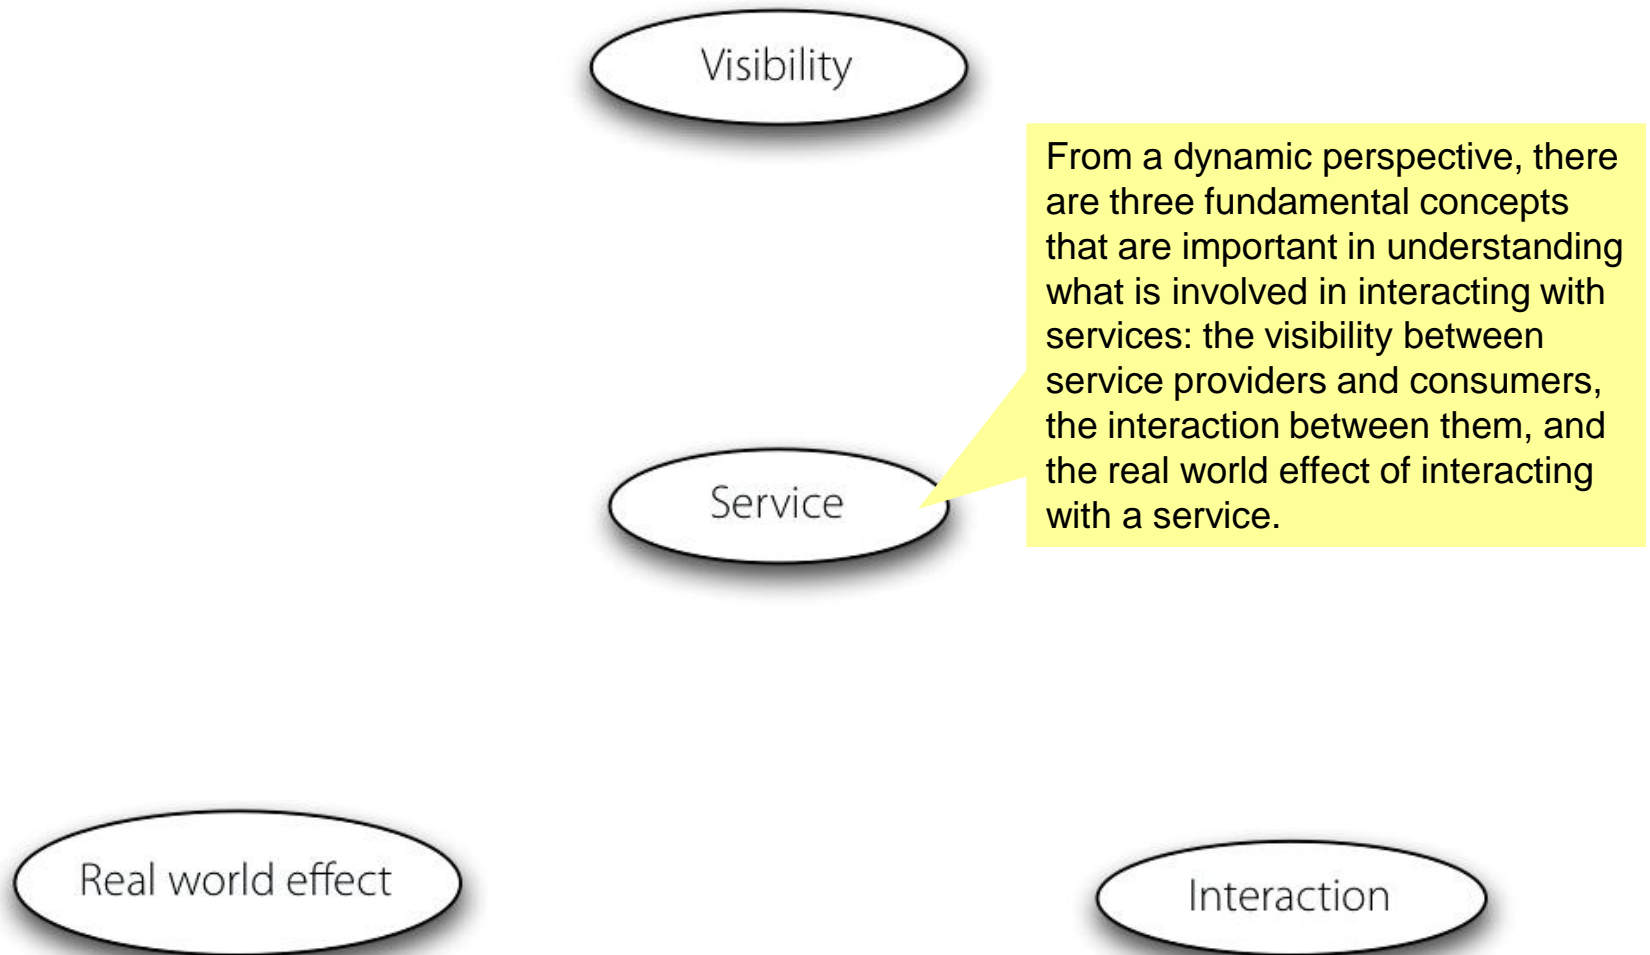 Visibility
From a dynamic perspective, there
are three fundamental concepts
that are important in understanding
what is involved in interacting with
services: the visibility between
service providers and consumers,
the interaction between them, and
the real world effect of interacting
with a service.
Service
Real world effect
Interaction